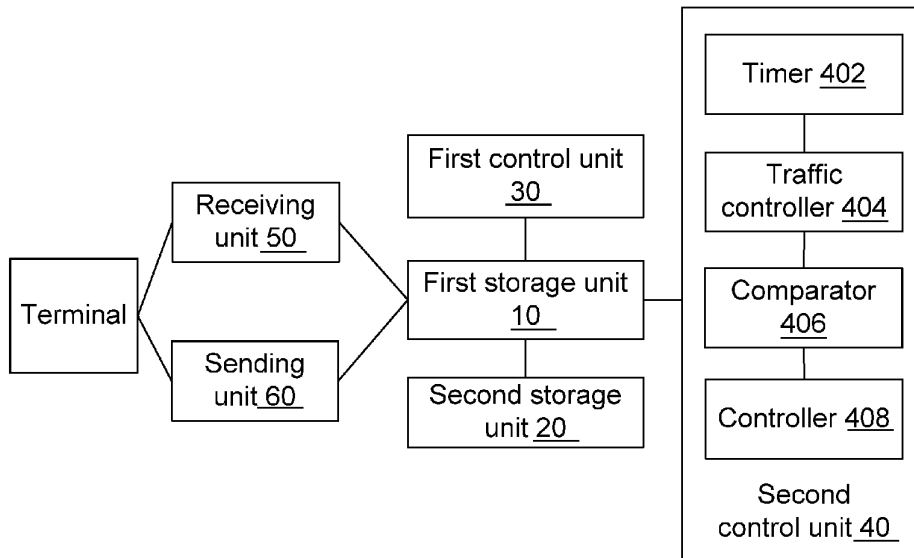 Terminal
Receiving
unit 50
Sending
unit 60
First control unit
30
First storage unit
10
Second storage
unit 20
Timer 402
Traffic
controller 404
Comparator
406
Controller 408
Second
control unit 40